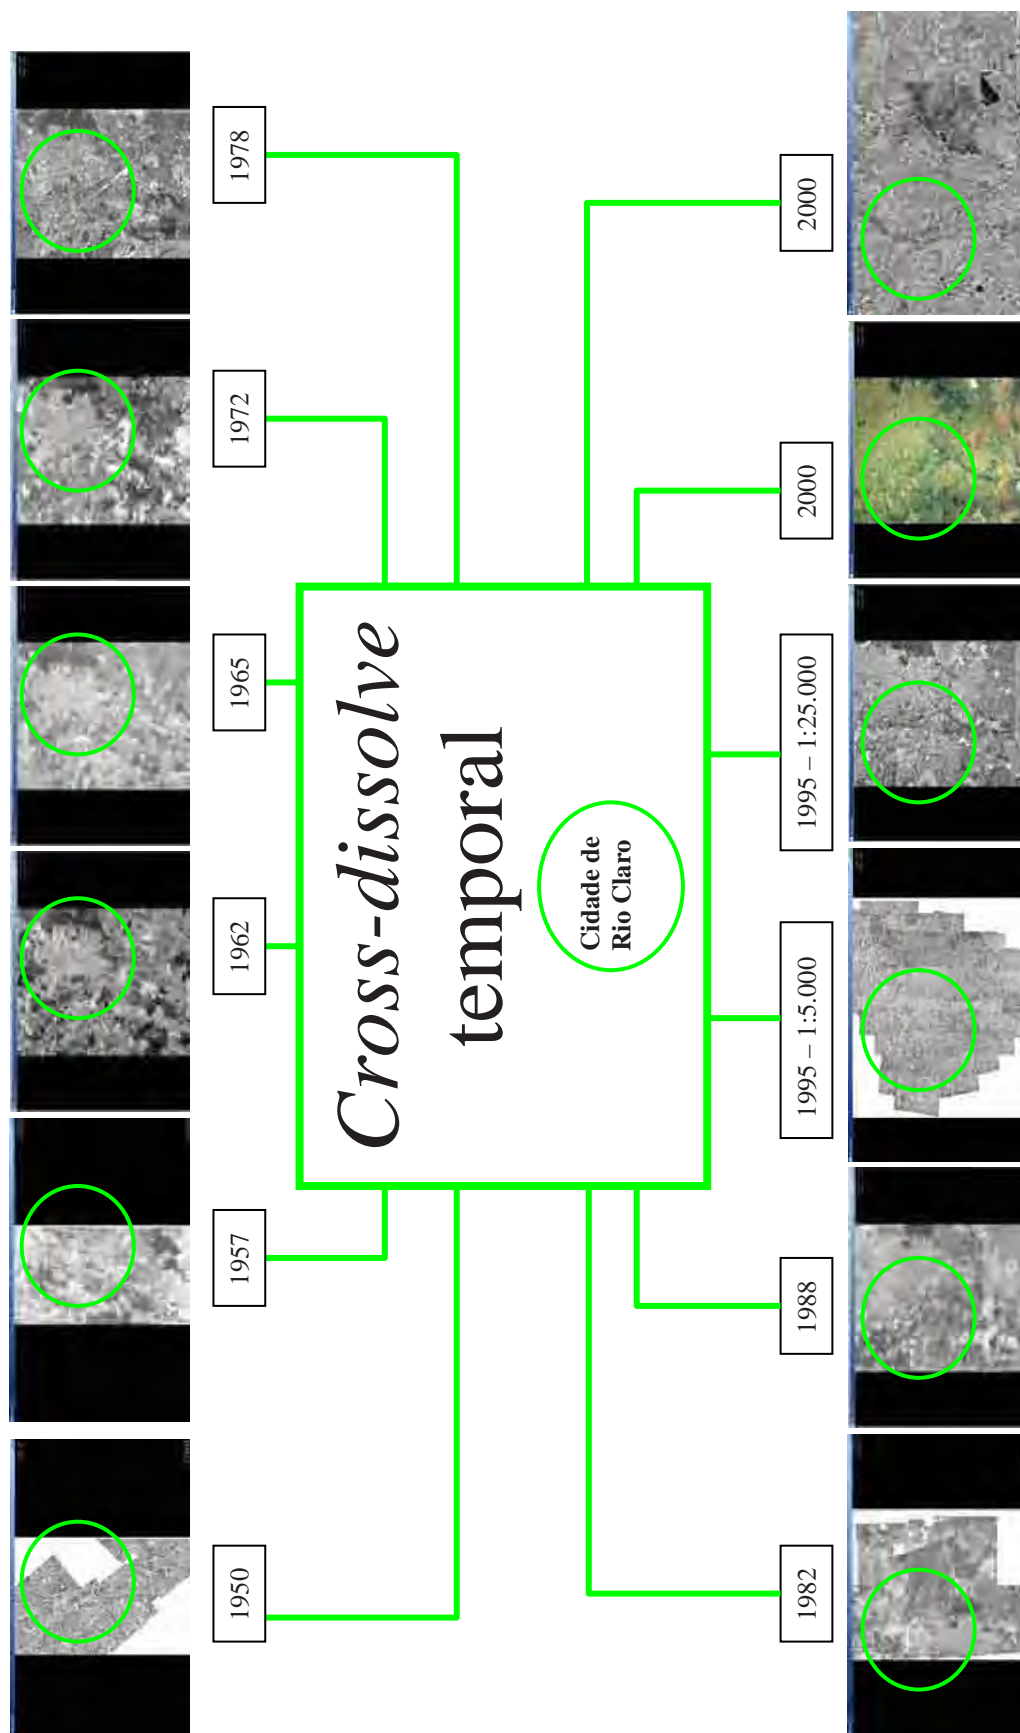 1950
1957
1962
1965
1972
1978
Cross-dissolve
temporal
Cidade de
Rio Claro
1982
1988
1995 – 1:5.000
1995 – 1:25.000
2000
2000